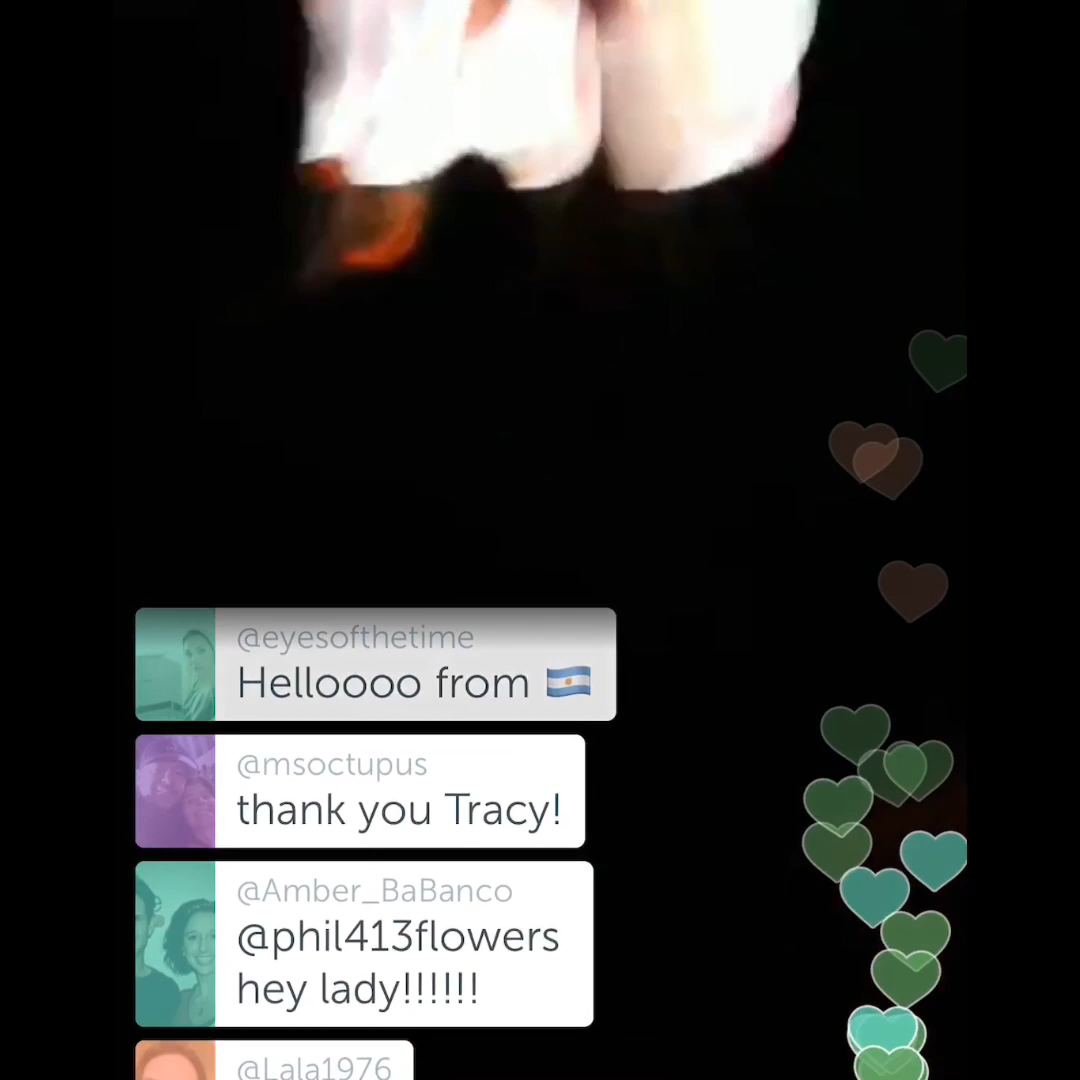 @eyesofthetime
Helloooo from 🇦🇷
@msoctupus
thank you Tracy!
@Amber_BaBanco
@phil413flowers
hey lady!!!!!!
@Lala1976